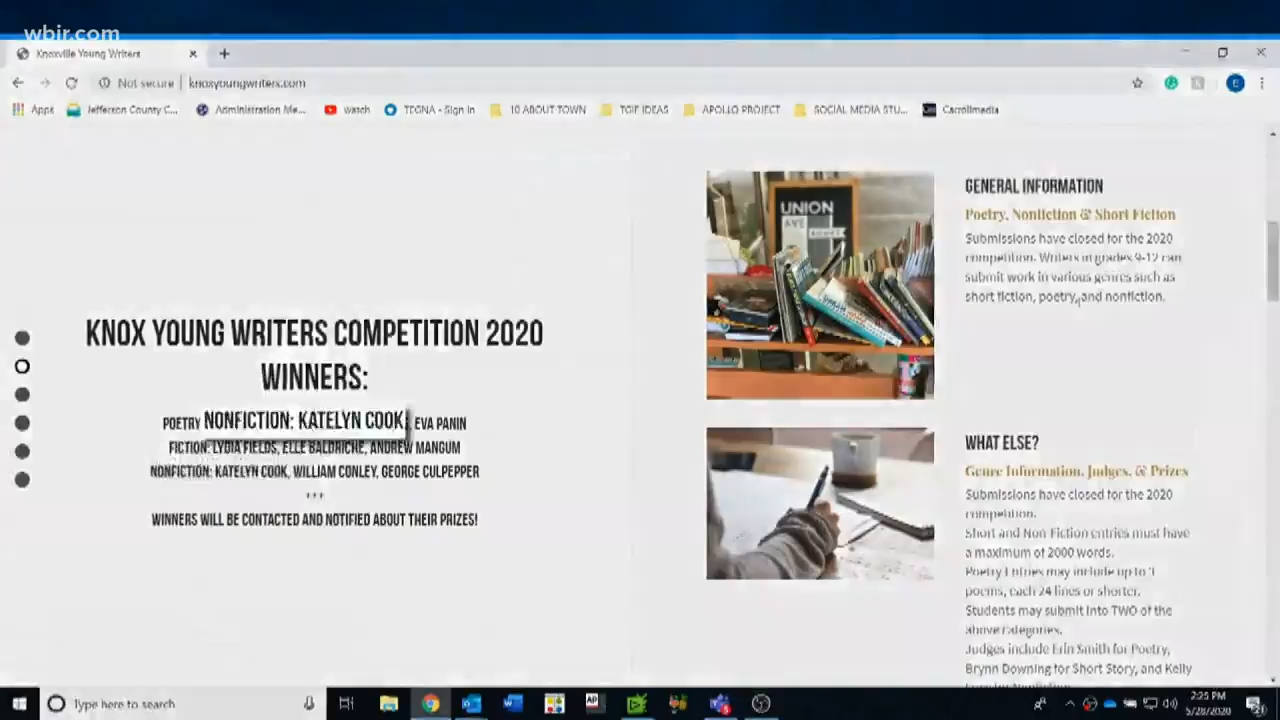 wbir.com
Knoxville Young Writers
Not secure | knoxyoungwriters.com
Apps Jefferson County C... Administration Me... watch TEGNA - Sign In 10 ABOUT TOWN TGIF IDEAS APOLLO PROJECT SOCIAL MEDIA STU... Carrollmedia
KNOX YOUNG WRITERS COMPETITION 2020
WINNERS:
POETRY NONFICTION: KATELYN COOK, EVA PANIN
FICTION: LYDIA FIELDS, ELLE BALDRICHE, ANDREW MANGUM
NONFICTION: KATELYN COOK, WILLIAM CONLEY, GEORGE CULPEPPER
...
WINNERS WILL BE CONTACTED AND NOTIFIED ABOUT THEIR PRIZES!
UNION
AVE
GENERAL INFORMATION
Poetry, Nonfiction & Short Fiction
Submissions have closed for the 2020
competition. Writers in grades 9-12 can
submit work in various genres such as
short fiction, poetry, and nonfiction.
WHAT ELSE?
Genre Information, Judges, & Prizes
Submissions have closed for the 2020
competition.
Short and Non Fiction entries must have
a maximum of 2000 words.
Poetry Entries may include up to 3
poems, each 24 lines or shorter.
Students may submit into TWO of the
above categories.
Judges include Erin Smith for Poetry,
Brynn Downing for Short Story, and Kelly
Type here to search
2:25 PM
5/28/2020